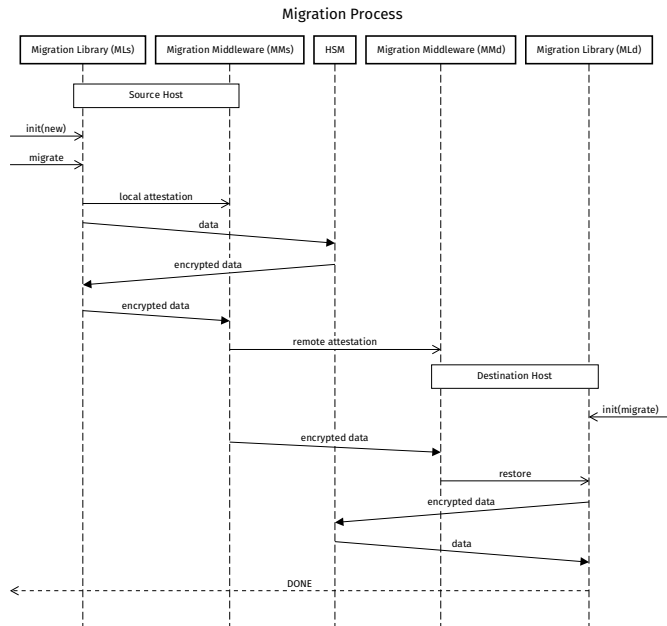 Migration Process
Migration Library (MLs)
Migration Middleware (MMs)
HSM
Migration Middleware (MMd)
Migration Library (MLd)
Source Host
init(new)
migrate
local attestation
data
encrypted data
encrypted data
remote attestation
Destination Host
init(migrate)
encrypted data
restore
encrypted data
data
DONE